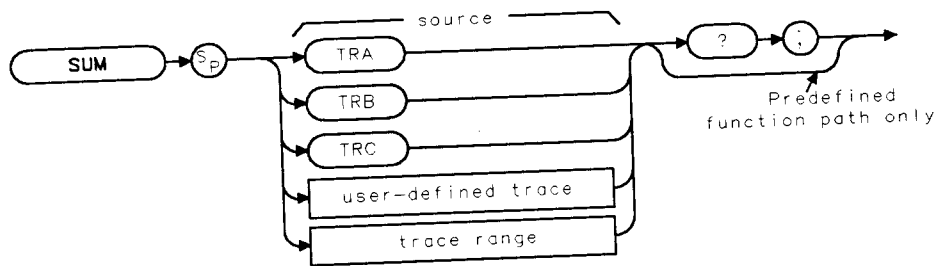 source
SUM
Sp
TRA
?
;
TRB
TRC
user-defined trace
trace range
Predefined
function path only